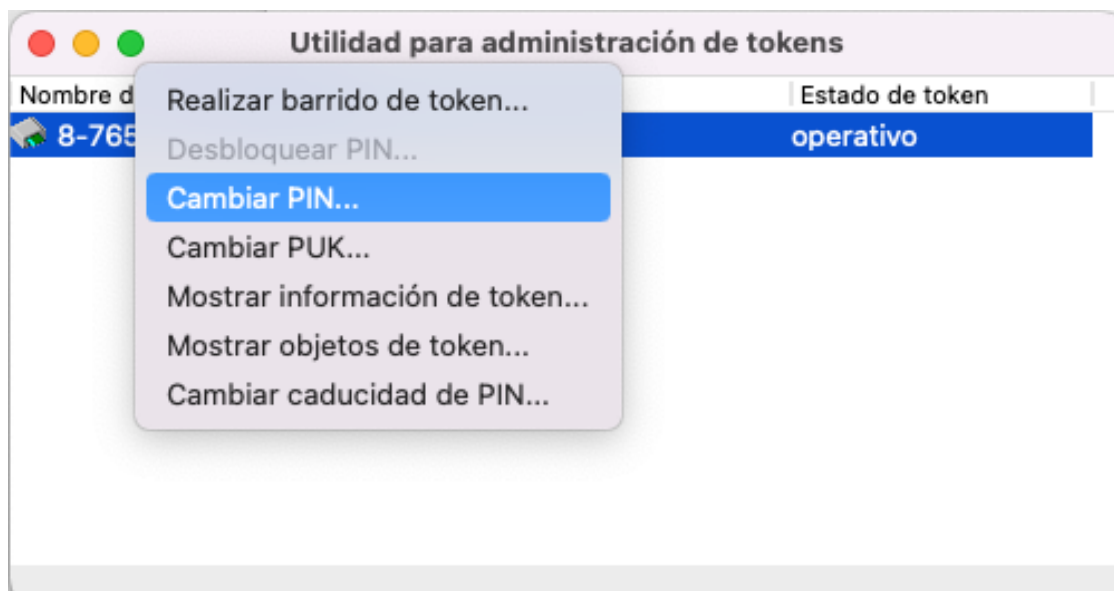 Utilidad para administración de tokens
Nombre d
Estado de token
8-765
operativo
Realizar barrido de token...
Desbloquear PIN...
Cambiar PIN...
Cambiar PUK...
Mostrar información de token...
Mostrar objetos de token...
Cambiar caducidad de PIN...